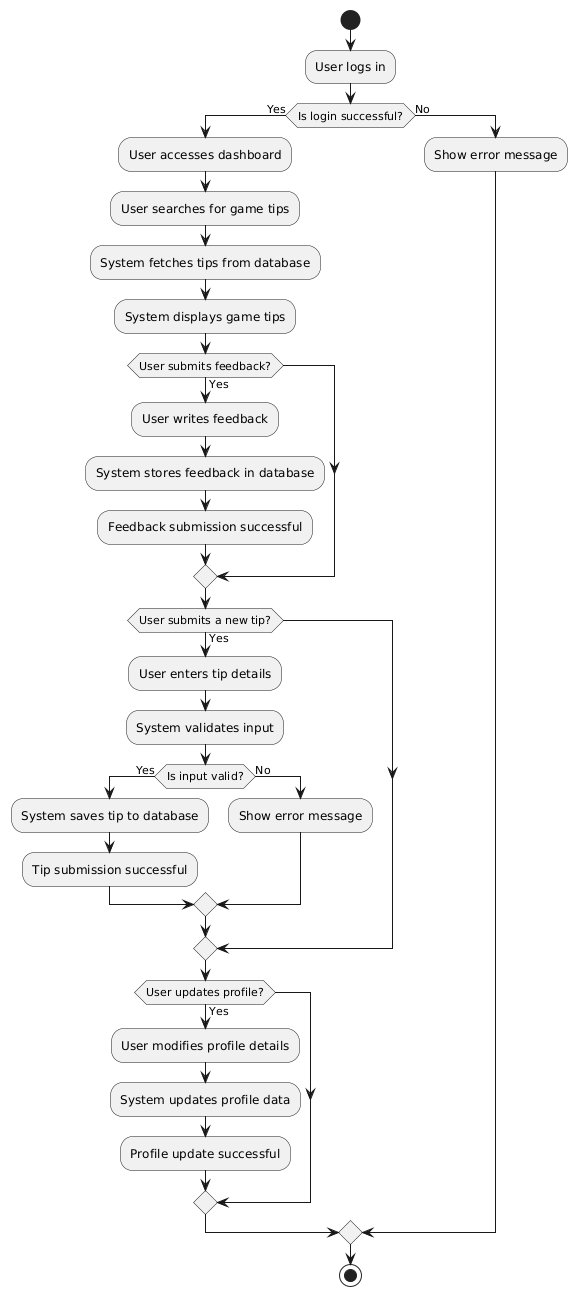 User logs in
Is login successful?
Yes
No
User accesses dashboard
Show error message
User searches for game tips
System fetches tips from database
System displays game tips
User submits feedback?
Yes
User writes feedback
System stores feedback in database
Feedback submission successful
User submits a new tip?
Yes
User enters tip details
System validates input
Is input valid?
Yes
No
System saves tip to database
Show error message
Tip submission successful
User updates profile?
Yes
User modifies profile details
System updates profile data
Profile update successful